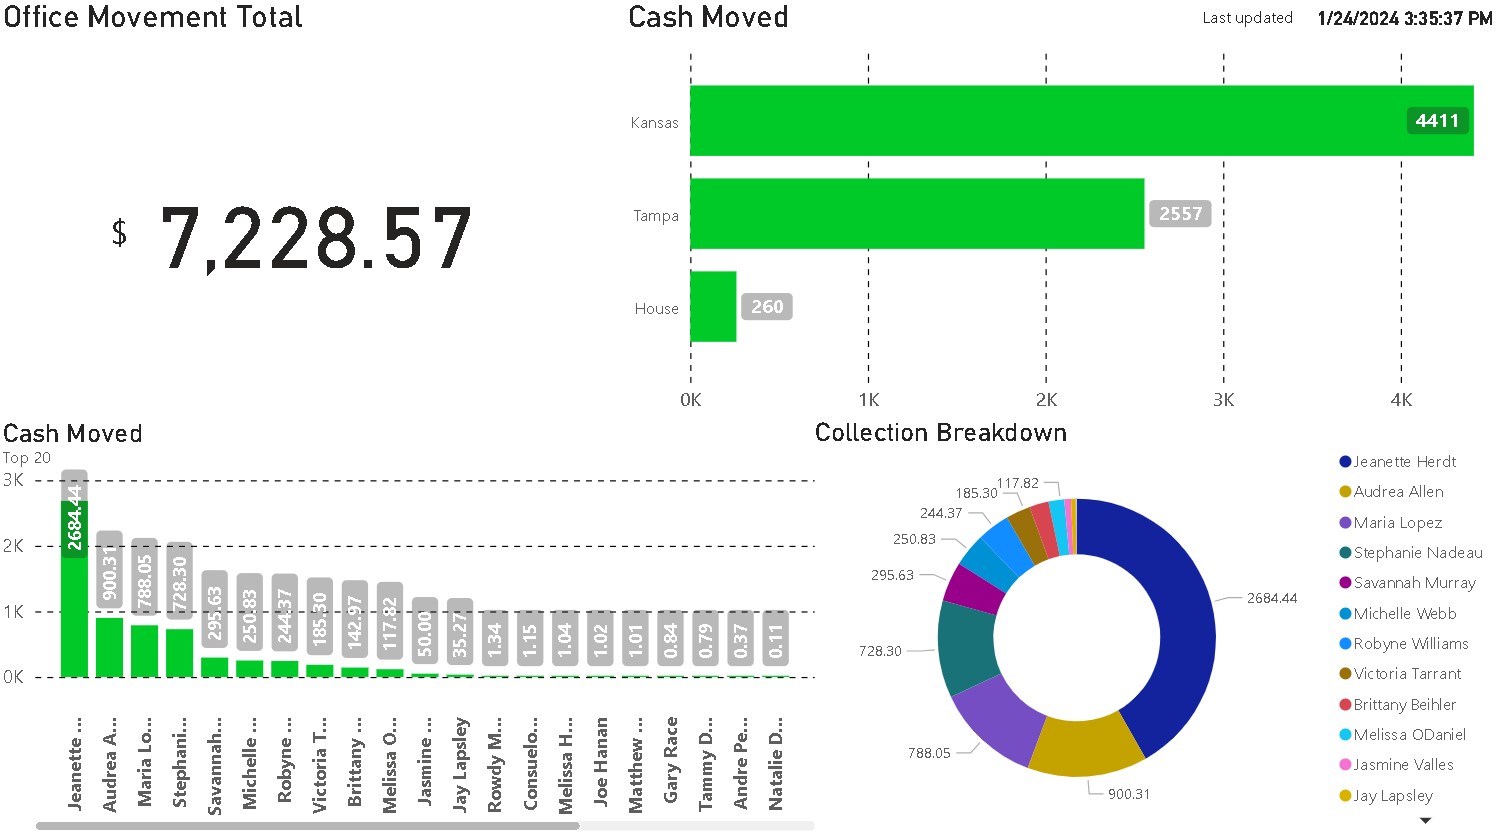 Office Movement Total
$ 7,228.57
Cash Moved
Last updated 1/24/2024 3:35:37 PM
Kansas
4411
Tampa
2557
House
260
0K 1K 2K 3K 4K
Cash Moved
Top 20
3K
2K
1K
0K
2684.44
900.31
788.05
728.30
295.63
250.83
244.37
185.30
142.97
117.82
50.00
35.27
1.34
1.15
1.04
1.02
1.01
0.84
0.79
0.37
0.11
Jeanette ...
Audrea A...
Maria Lo...
Stephani...
Savannah...
Michelle ...
Robyne ...
Victoria T...
Brittany ...
Melissa O...
Jasmine ...
Jay Lapsley
Rowdy M...
Consuelo...
Melissa H...
Joe Hanan
Matthew ...
Gary Race
Tammy D...
Andre Pe...
Natalie D...
Collection Breakdown
117.82
185.30
244.37
250.83
295.63
728.30
788.05
900.31
2684.44
Jeanette Herdt
Audrea Allen
Maria Lopez
Stephanie Nadeau
Savannah Murray
Michelle Webb
Robyne Williams
Victoria Tarrant
Brittany Beihler
Melissa ODaniel
Jasmine Valles
Jay Lapsley